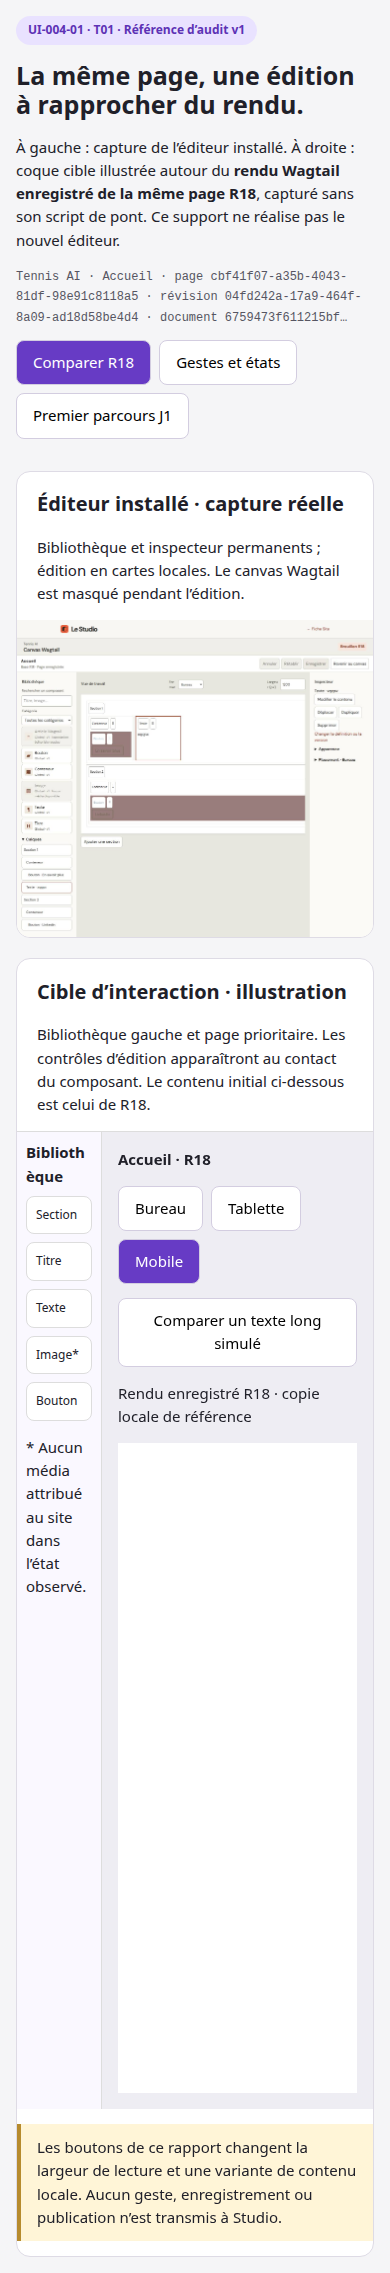 UI-004-01 · T01 · Référence d’audit v1
La même page, une édition
à rapprocher du rendu.
À gauche : capture de l’éditeur installé. À droite :
coque cible illustrée autour du rendu Wagtail
enregistré de la même page R18, capturé sans
son script de pont. Ce support ne réalise pas le
nouvel éditeur.
Tennis AI · Accueil · page cbf41f07-a35b-4043-
81df-98e91c8118a5 · révision 04fd242a-17a9-464f-
8a09-ad18d58be4d4 · document 6759473f611215bf…
Comparer R18
Gestes et états
Premier parcours J1
Éditeur installé · capture réelle
Bibliothèque et inspecteur permanents ;
édition en cartes locales. Le canvas Wagtail
est masqué pendant l’édition.
Le Studio
Canvas Wagtail
Accueil
Cible d’interaction · illustration
Bibliothèque gauche et page prioritaire. Les
contrôles d’édition apparaîtront au contact
du composant. Le contenu initial ci-dessous
est celui de R18.
Biblioth
èque
Section
Titre
Texte
Image*
Bouton
* Aucun
média
attribué
au site
dans
l’état
observé.
Accueil · R18
Bureau
Tablette
Mobile
Comparer un texte long
simulé
Rendu enregistré R18 · copie
locale de référence
Les boutons de ce rapport changent la
largeur de lecture et une variante de contenu
locale. Aucun geste, enregistrement ou
publication n’est transmis à Studio.